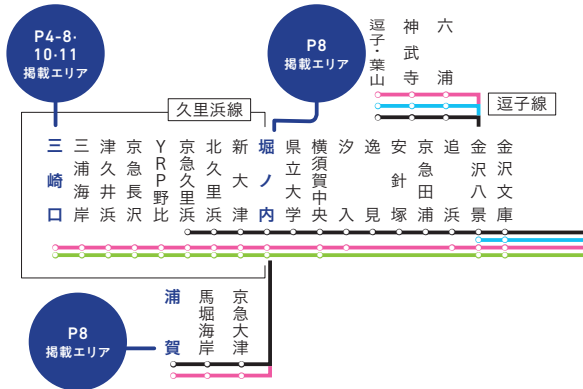 P4-8・
10・11
掲載エリア
P8
掲載エリア
逗子・葉山
神武寺
六浦
逗子線
久里浜線
三崎口
三浦海岸
津久井浜
京急長沢
YRP野比
京急久里浜
北久里浜
新大津
堀ノ内
県立大学
横須賀中央
汐入
逸見
安針塚
京急田浦
追浜
金沢八景
金沢文庫
P8
掲載エリア
浦賀
馬堀海岸
京急大津